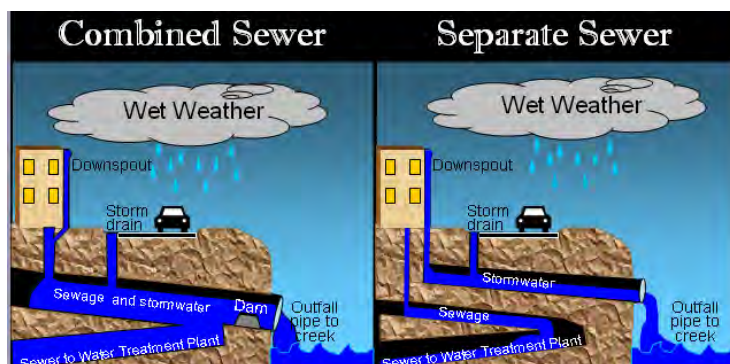 Combined Sewer
Wet Weather
Downspout
Storm
drain
Sewage and stormwater
Dam
Outfall
pipe to
creek
Sewer to Water Treatment Plant
Separate Sewer
Wet Weather
Downspout
Storm
drain
Stormwater
Sewage
Outfall
pipe to
creek
Sewer to Water Treatment Plant